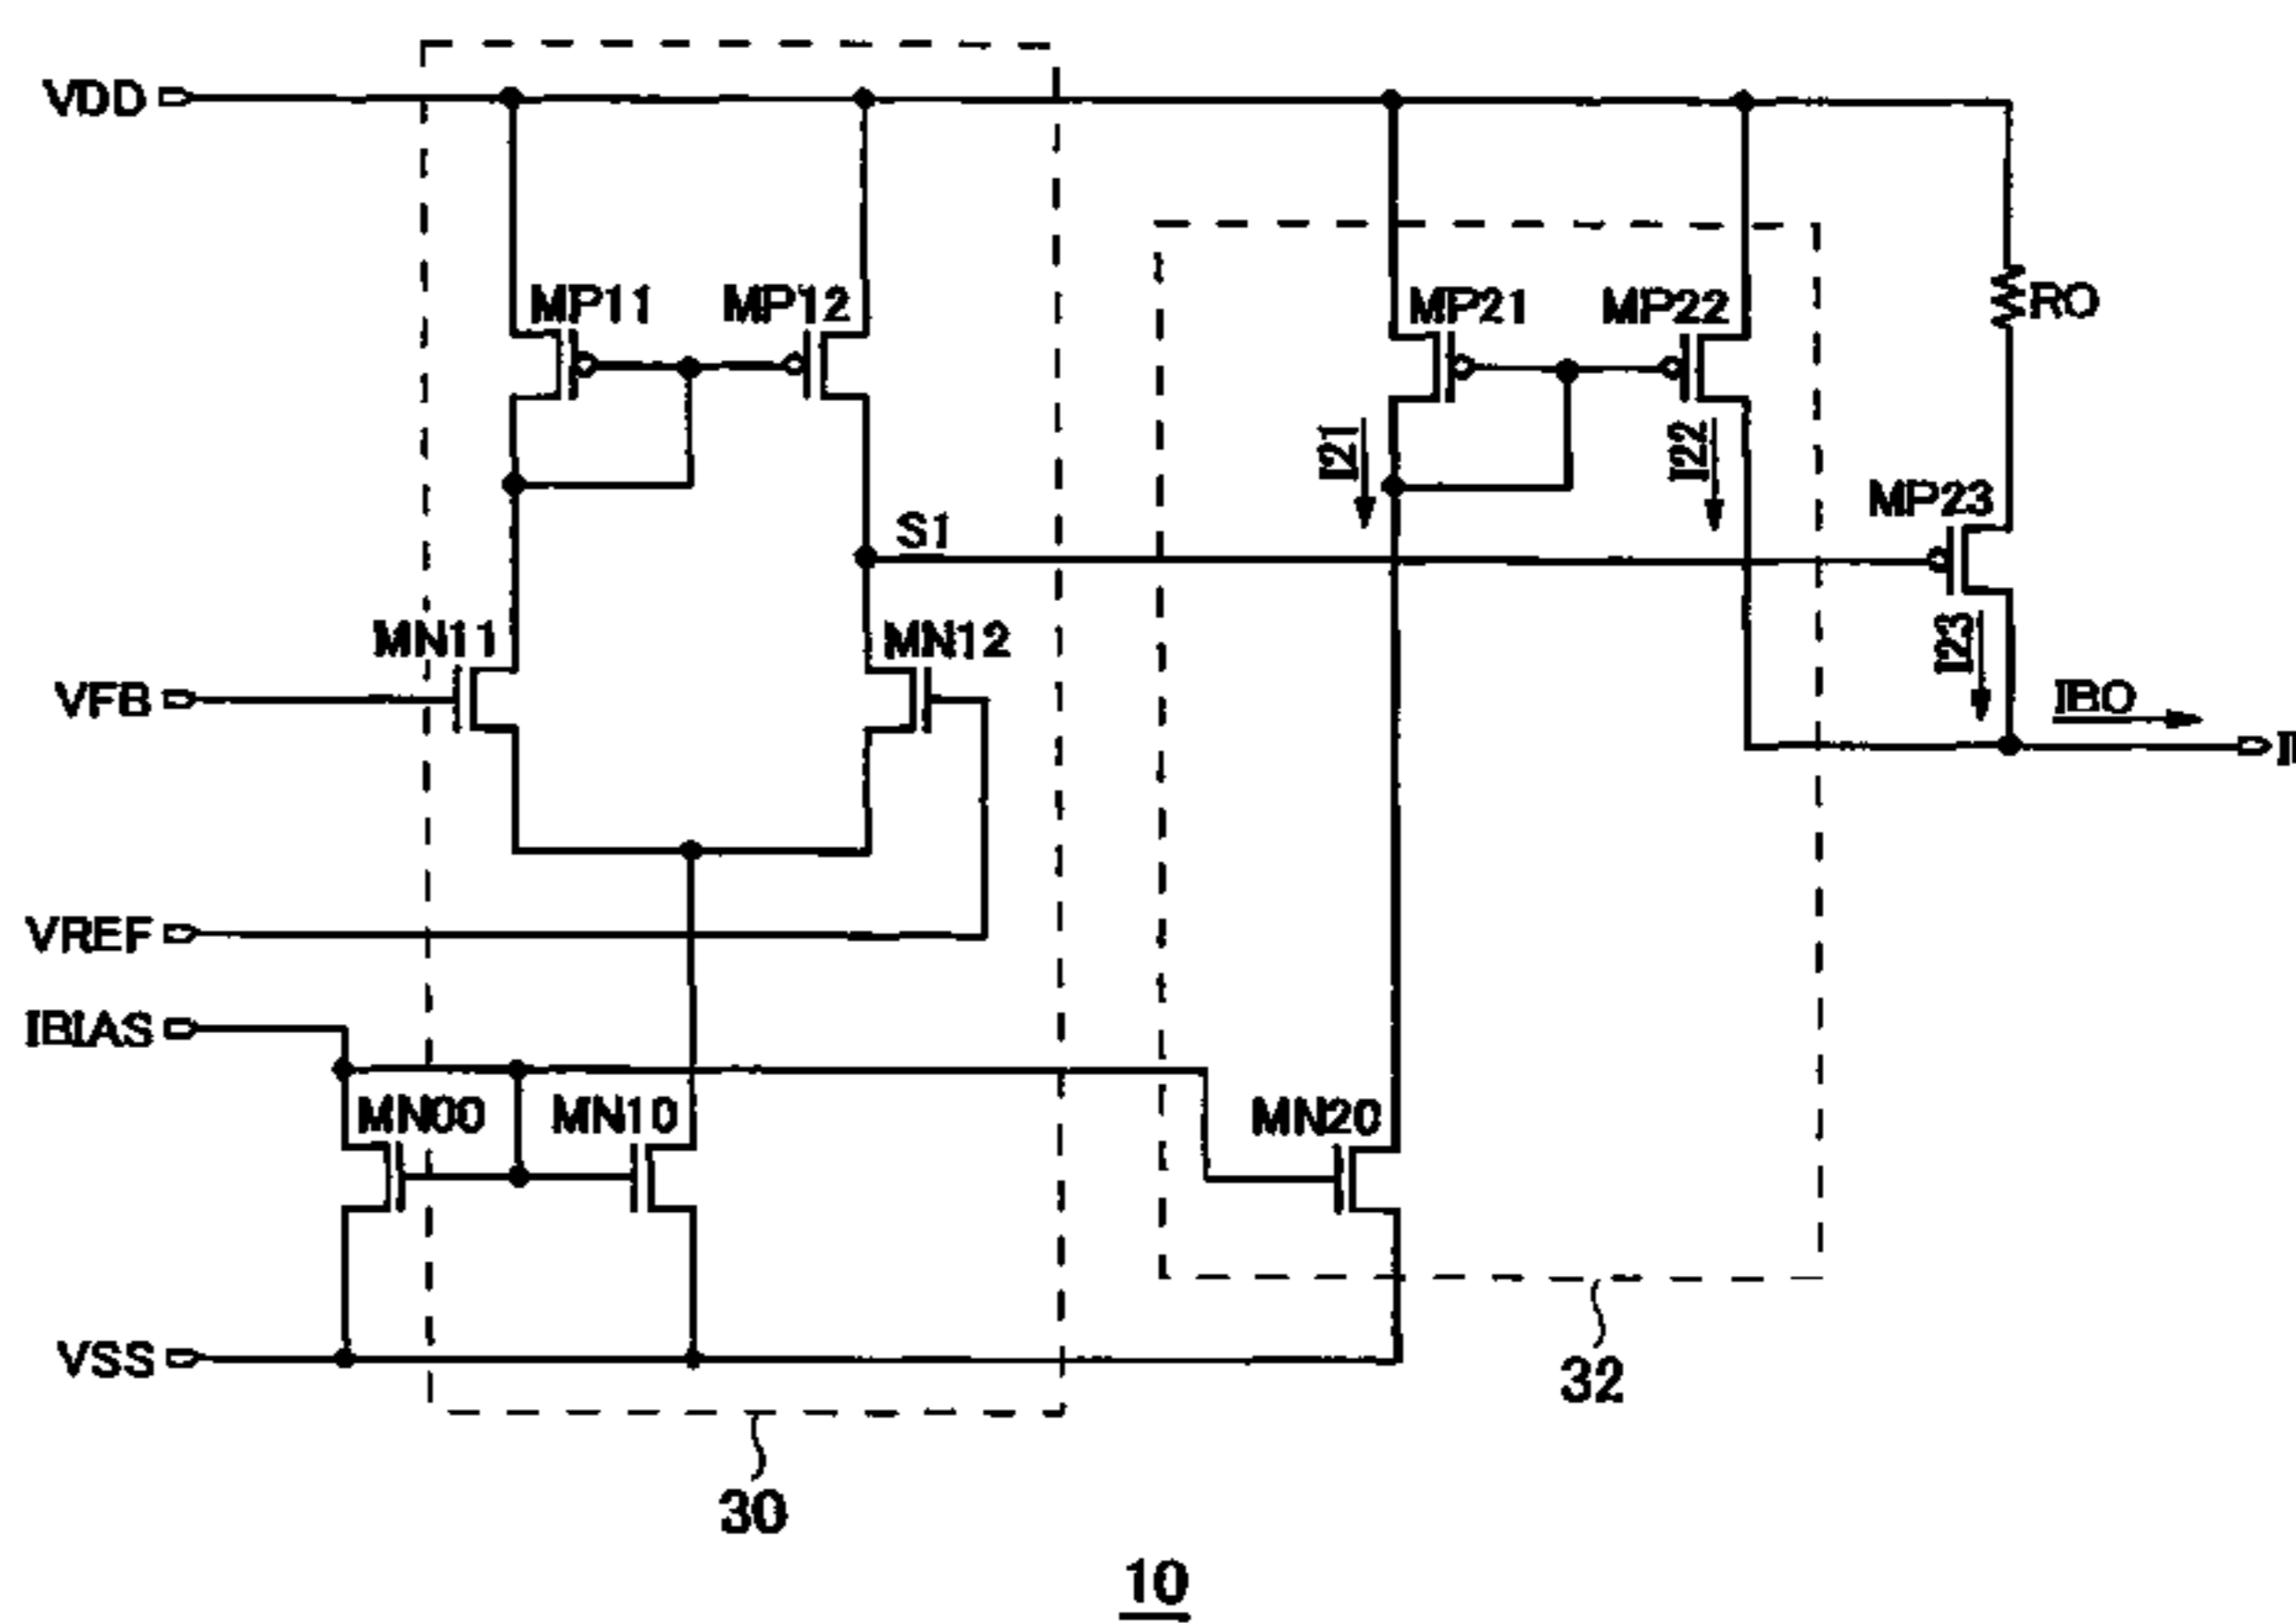 VDD
MP11
MP12
MP21
MP22
RO
I21
I22
MP23
S1
I23
MN11
MN12
VFB
IBO
VREF
IBIAS
MN00
MN10
MN20
VSS
32
30
10